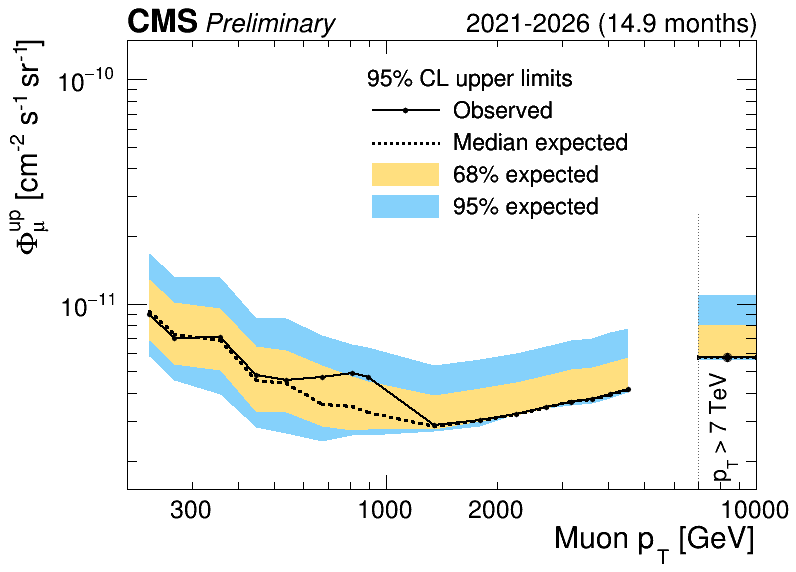 CMS Preliminary 2021-2026 (14.9 months)
Φμ^up [cm^-2 s^-1 sr^-1]
10^−10
10^−11
95% CL upper limits
Observed
Median expected
68% expected
95% expected
p_T > 7 TeV
300 1000 2000 10000
Muon p_T [GeV]